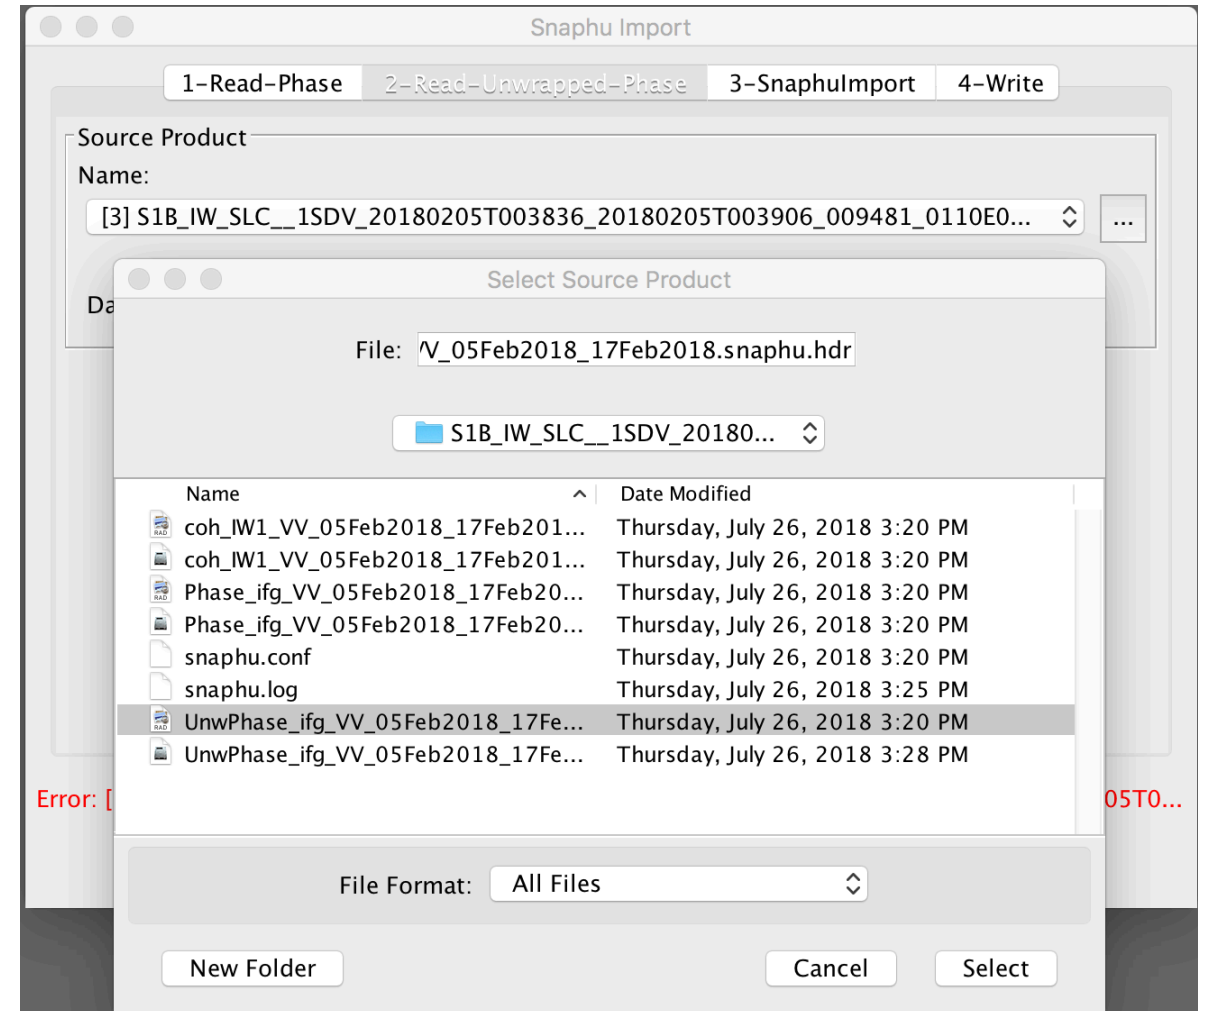 Snaphu Import
1-Read-Phase 2-Read-Unwrapped-Phase 3-SnaphuImport 4-Write
Source Product
Name:
[3] S1B_IW_SLC__1SDV_20180205T003836_20180205T003906_009481_0110E0... ...
Select Source Product
Da
File: VV_05Feb2018_17Feb2018.snaphu.hdr
S1B_IW_SLC__1SDV_20180...
Name Date Modified
coh_IW1_VV_05Feb2018_17Feb201... Thursday, July 26, 2018 3:20 PM
coh_IW1_VV_05Feb2018_17Feb201... Thursday, July 26, 2018 3:20 PM
Phase_ifg_VV_05Feb2018_17Feb20... Thursday, July 26, 2018 3:20 PM
Phase_ifg_VV_05Feb2018_17Feb20... Thursday, July 26, 2018 3:20 PM
snaphu.conf Thursday, July 26, 2018 3:20 PM
snaphu.log Thursday, July 26, 2018 3:25 PM
UnwPhase_ifg_VV_05Feb2018_17Fe... Thursday, July 26, 2018 3:20 PM
UnwPhase_ifg_VV_05Feb2018_17Fe... Thursday, July 26, 2018 3:28 PM
Error: [ 05T0...
File Format: All Files
New Folder Cancel Select